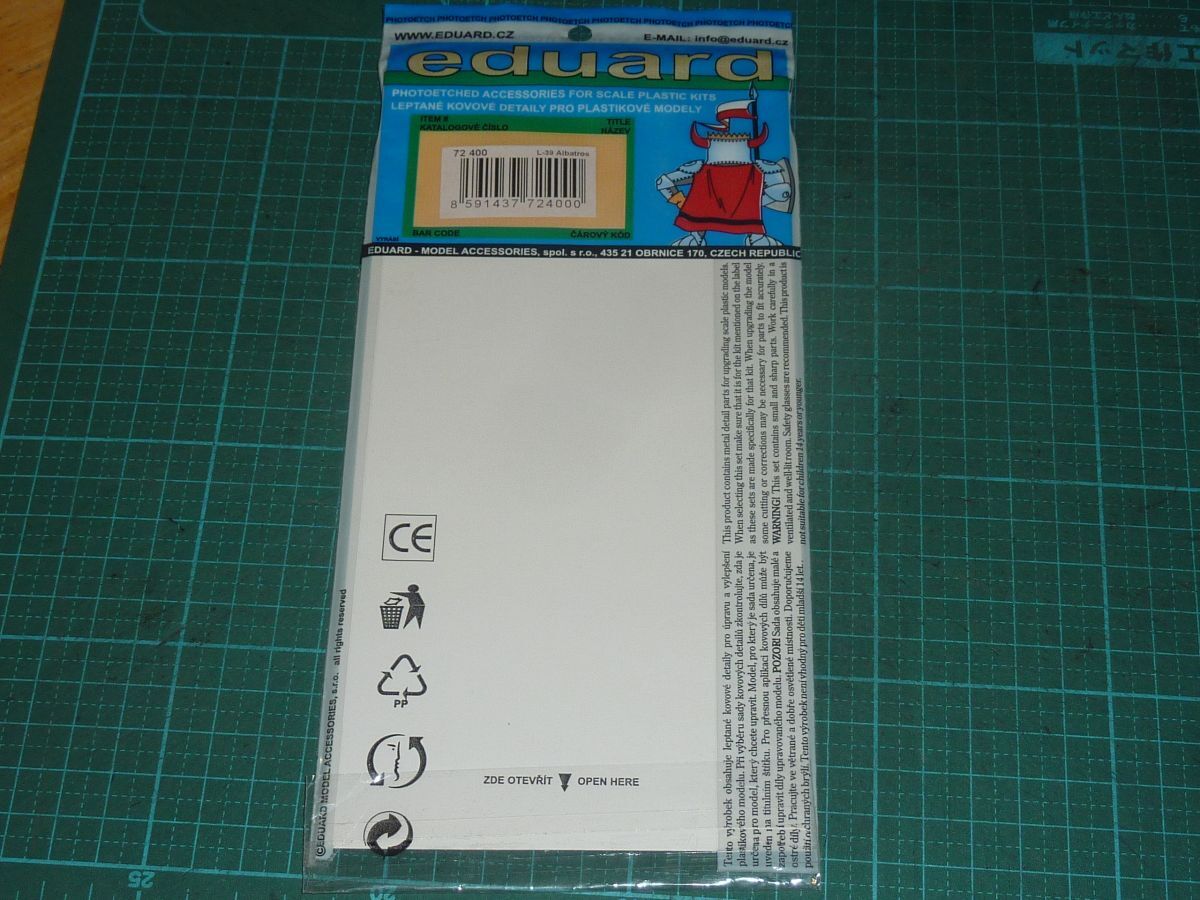 PHOTOETCH PHOTOETCH PHOTOETCH PHOTOETCH PHOTOETCH PHOTOETCH PHOTOETCH
WWW.EDUARD.CZ
E-MAIL: info@eduard.cz
eduard
PHOTOETCHED ACCESSORIES FOR SCALE PLASTIC KITS
LEPTANÉ KOVOVÉ DETAILY PRO PLASTIKOVÉ MODELY
ITEM #
KATALOGOVÉ ČÍSLO
TITLE
NÁZEV
72 400
L-39 Albatros
8 591437 724000
BAR CODE
ČÁROVÝ KÓD
EDUARD - MODEL ACCESSORIES, spol. s r.o., 435 21 OBRNICE 170, CZECH REPUBLIC
This product contains metal detail parts for upgrading scale plastic models.
When selecting this set make sure that it is for the kit mentioned on the label
as these sets are made specifically for that kit. When upgrading the model
some cutting or corrections may be necessary for parts to fit accurately.
WARNING! This set contains small and sharp parts. Work carefully in a
ventilated and well-lit room. Safety glasses are recommended. This product is
not suitable for children 14 years or younger.
Tento výrobek obsahuje leptané kovové detaily pro úpravu a vylepšení
plastikového modelu. Při výběru sady kovových detailů zkontrolujte, zda je
určena pro model, který chcete upravit. Model, pro který je sada určena, je
uveden na titulním štítku. Pro přesnou aplikaci kovových dílů může být
zapotřebí upravit díly upravovaného modelu. POZOR! Sada obsahuje malé a
ostré díly. Pracujte ve větrané a dobře osvětlené místnosti. Doporučujeme
použití ochranných brýlí. Tento výrobek není vhodný pro děti mladší 14 let.
CE
PP
ZDE OTEVŘÍT OPEN HERE
©EDUARD MODEL ACCESSORIES, s.r.o. all rights reserved
工作マット
25